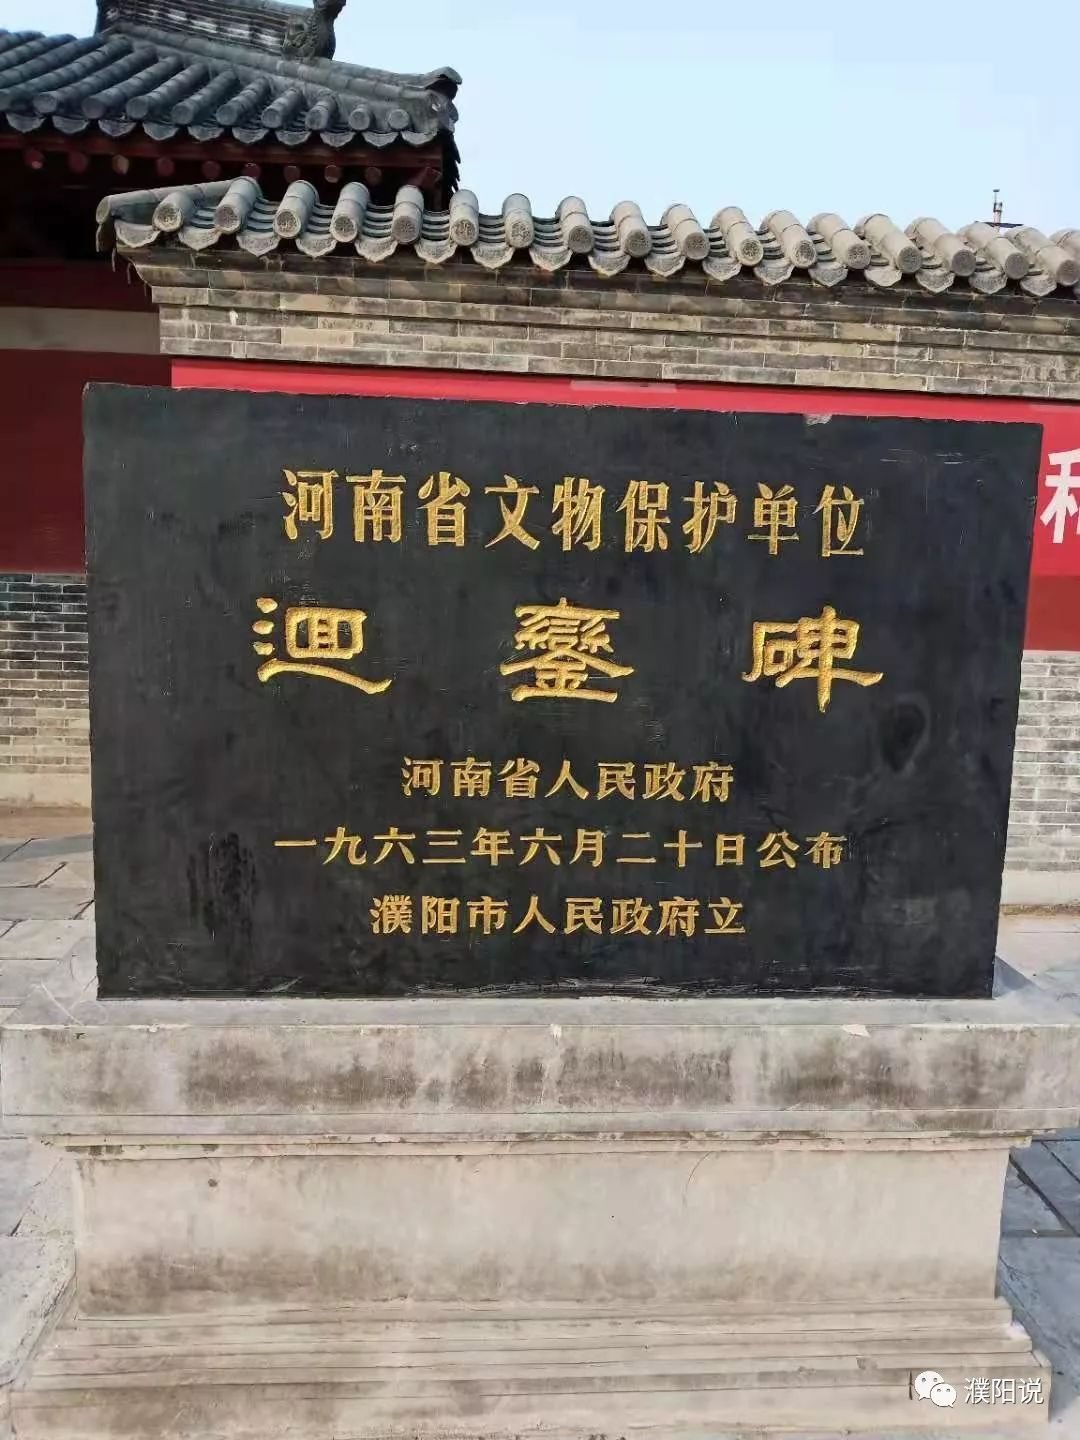 河南省文物保护单位
迴鑾碑
河南省人民政府
一九六三年六月二十日公布
濮阳市人民政府立
濮阳说